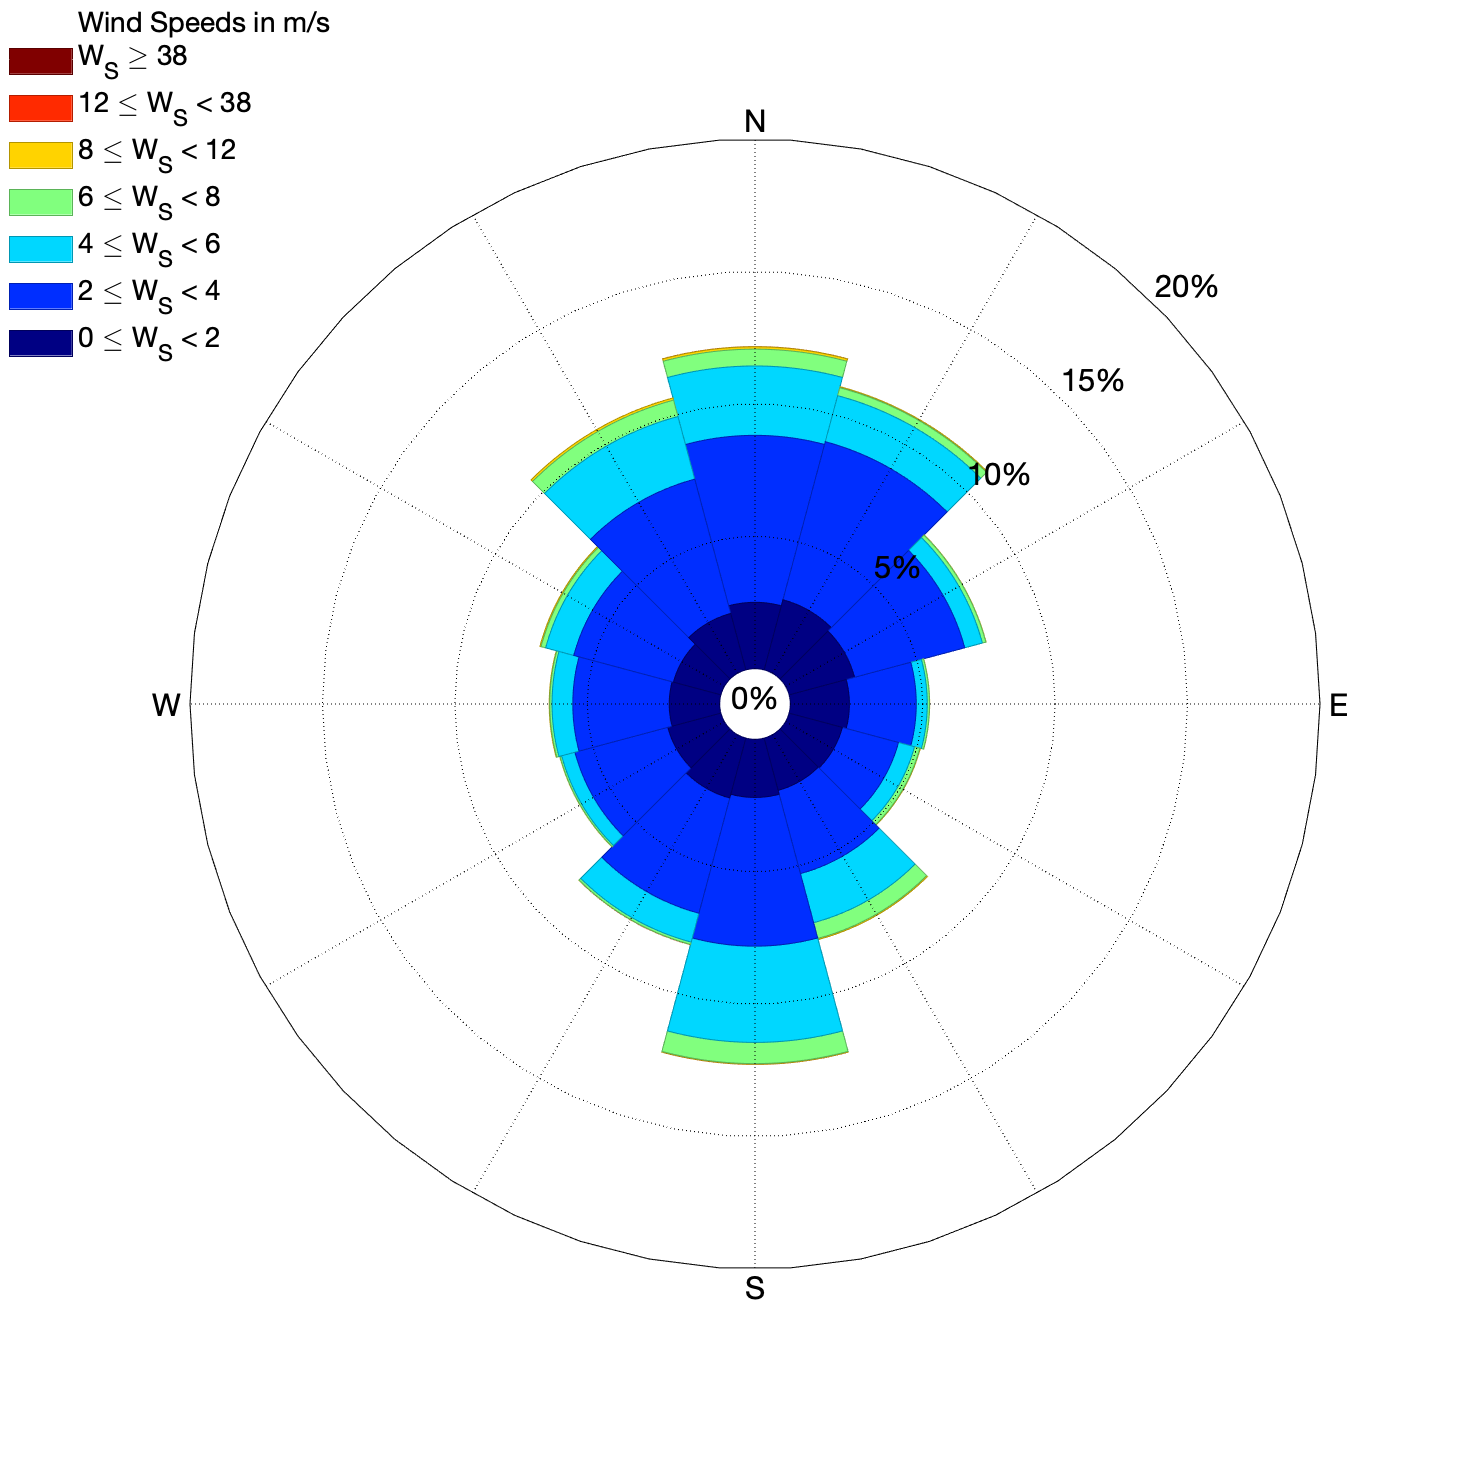 Wind Speeds in m/s
W_S ≥ 38
12 ≤ W_S < 38
8 ≤ W_S < 12
6 ≤ W_S < 8
4 ≤ W_S < 6
2 ≤ W_S < 4
0 ≤ W_S < 2
N
20%
15%
10%
5%
0%
W
E
S